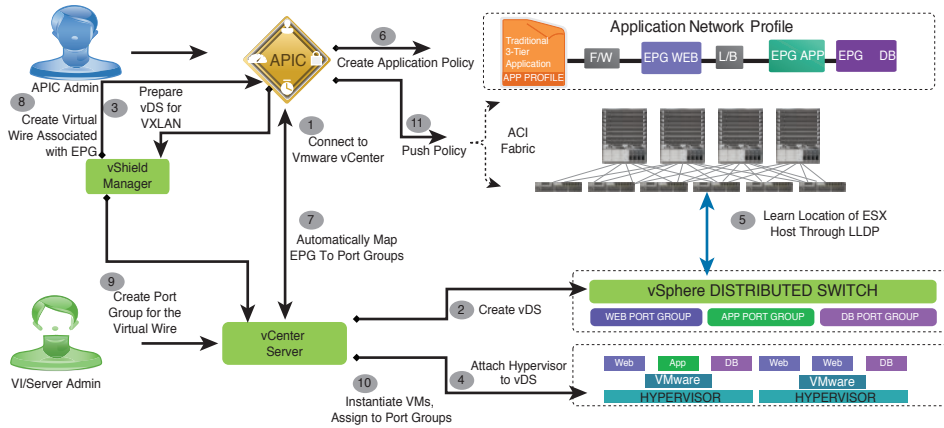 APIC Admin
APIC
6
Create Application Policy
Application Network Profile
Traditional
3-Tier
Application
APP PROFILE
F/W
EPG WEB
L/B
EPG APP
EPG DB
8
Create Virtual
Wire Associated
with EPG
3
Prepare
vDS for
VXLAN
1
Connect to
Vmware vCenter
11
Push Policy
ACI
Fabric
vShield
Manager
7
Automatically Map
EPG To Port Groups
5
Learn Location of ESX
Host Through LLDP
9
Create Port
Group for the
Virtual Wire
VI/Server Admin
vCenter
Server
2
Create vDS
vSphere DISTRIBUTED SWITCH
WEB PORT GROUP
APP PORT GROUP
DB PORT GROUP
4
Attach Hypervisor
to vDS
10
Instantiate VMs,
Assign to Port Groups
Web
App
DB
Web
Web
DB
VMware
VMware
HYPERVISOR
HYPERVISOR